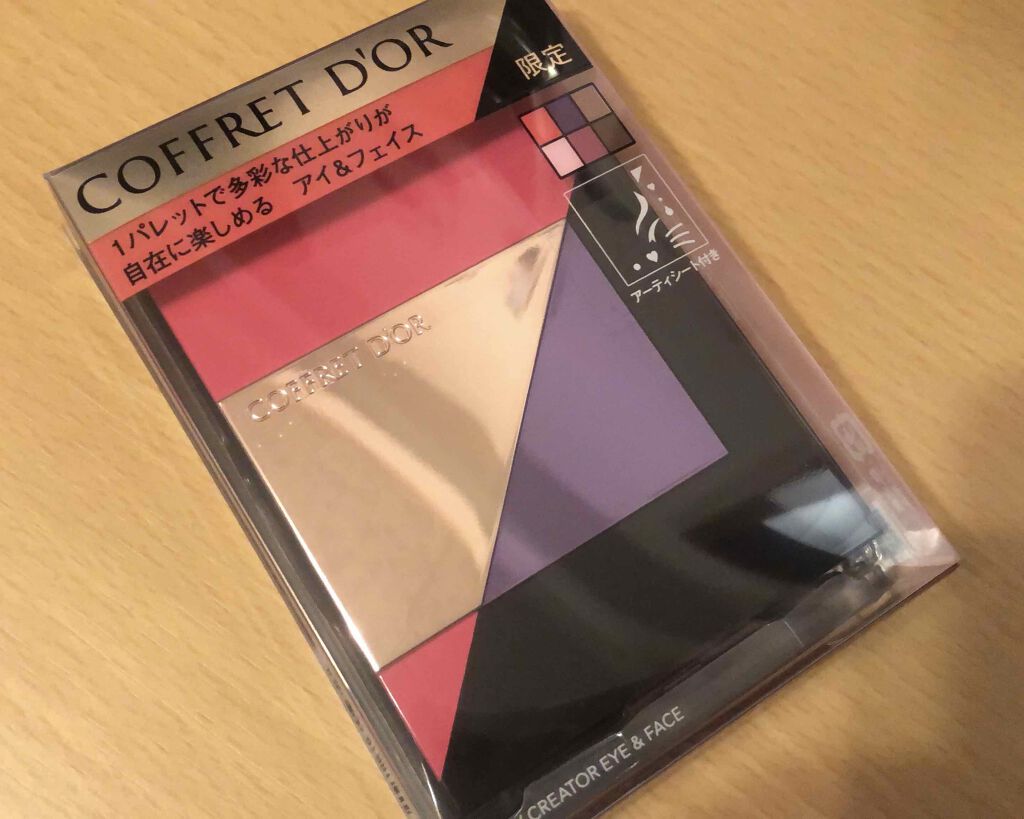 COFFRET D'OR
限定
1パレットで多彩な仕上がりが
自在に楽しめる アイ&フェイス
アーティシート付き
COFFRET D'OR
CREATOR EYE & FACE